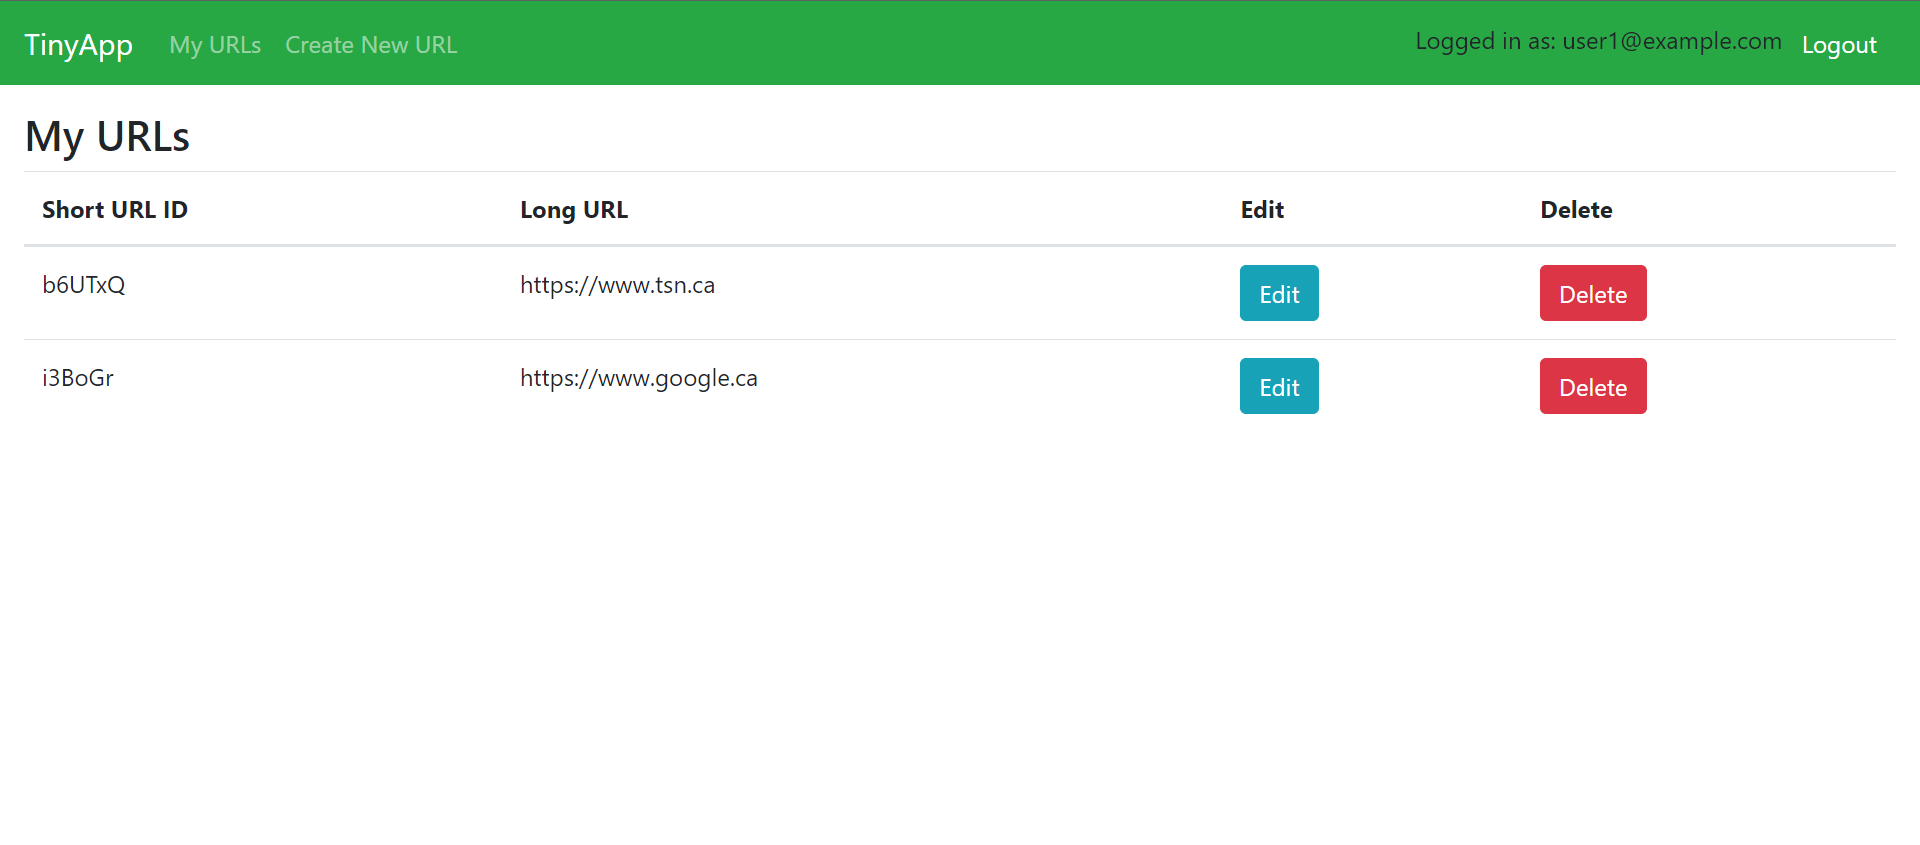 TinyApp My URLs Create New URL Logged in as: user1@example.com Logout
My URLs
Short URL ID Long URL Edit Delete
b6UTxQ https://www.tsn.ca Edit Delete
i3BoGr https://www.google.ca Edit Delete